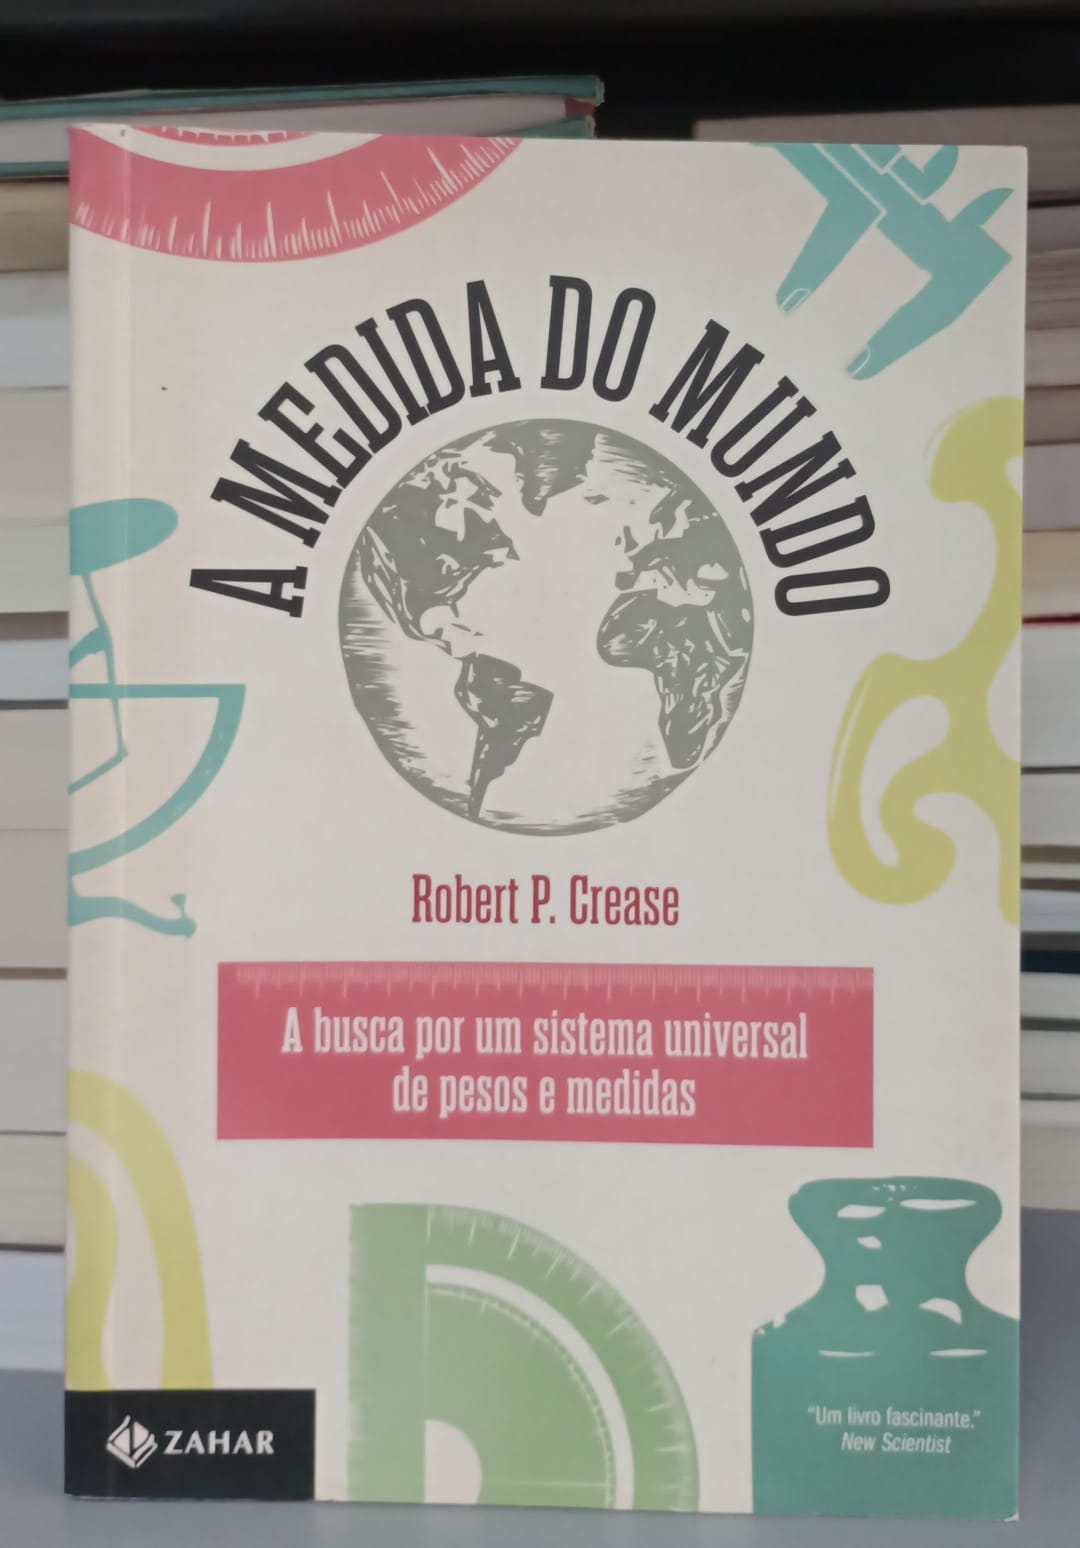 A MEDIDA DO MUNDO
Robert P. Crease
A busca por um sistema universal
de pesos e medidas
"Um livro fascinante."
New Scientist
ZAHAR